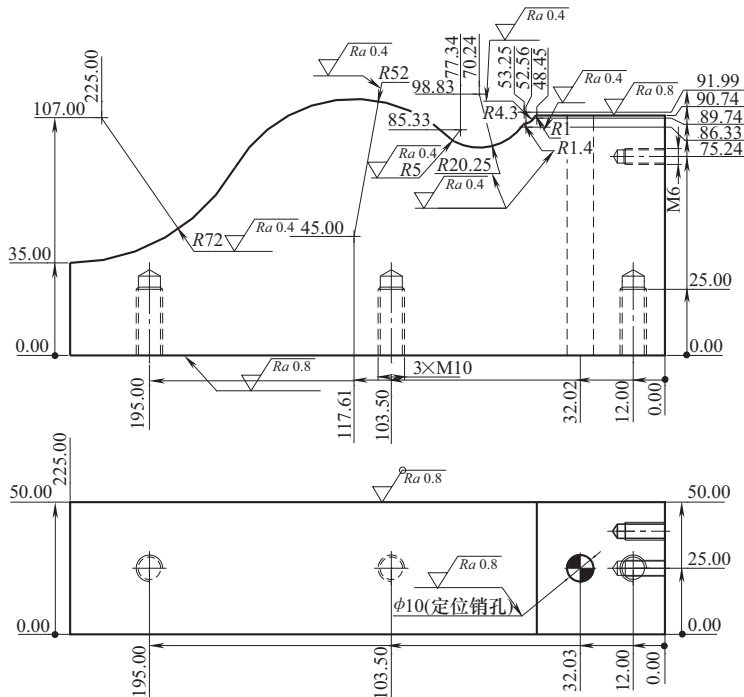 Ra 0.4
Ra 0.4
Ra 0.4
Ra 0.8
225.00
77.34
70.24
53.25
52.56
48.45
R52
98.83
91.99
107.00
R4.3
90.74
85.33
R1
89.74
86.33
Ra 0.4
R5
R20.25
R1.4
75.24
Ra 0.4
M6
R72
Ra 0.4
45.00
35.00
25.00
0.00
0.00
Ra 0.8
3×M10
195.00
117.61
103.50
32.02
12.00
0.00
225.00
Ra 0.8
50.00
50.00
Ra 0.8
25.00
ϕ10(定位销孔)
0.00
0.00
195.00
103.50
32.03
12.00
0.00